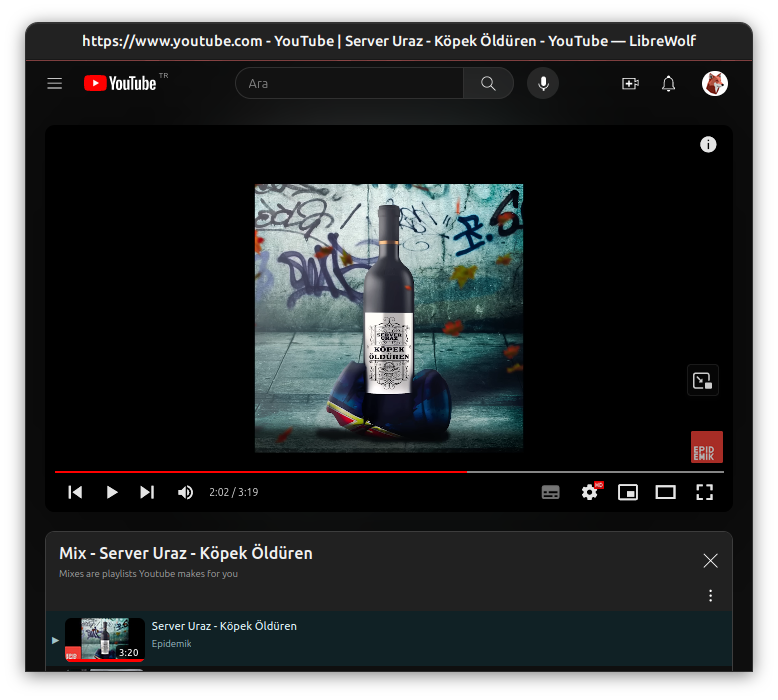 https://www.youtube.com - YouTube | Server Uraz - Köpek Öldüren - YouTube — LibreWolf
YouTube TR
Ara
SERVER
URAZ
KÖPEK
ÖLDÜREN
EPID
EMIK
2:02 / 3:19
HD
Mix - Server Uraz - Köpek Öldüren
Mixes are playlists Youtube makes for you
Server Uraz - Köpek Öldüren
Epidemik
3:20